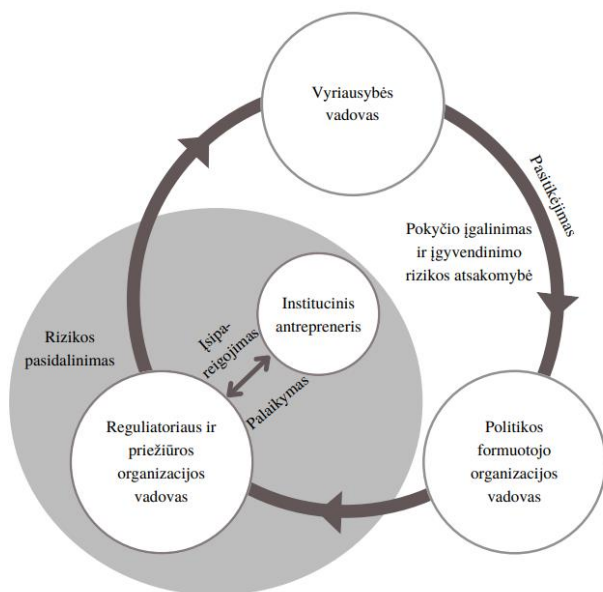 Vyriausybės
vadovas
Pasitikėjimas
Pokyčio įgalinimas
ir įgyvendinimo
rizikos atsakomybė
Institucinis
antrepreneris
Rizikos
pasidalinimas
Įsipa-
reigojimas
Palaikymas
Reguliatoriaus ir
priežiūros
organizacijos
vadovas
Politikos
formuotojo
organizacijos
vadovas